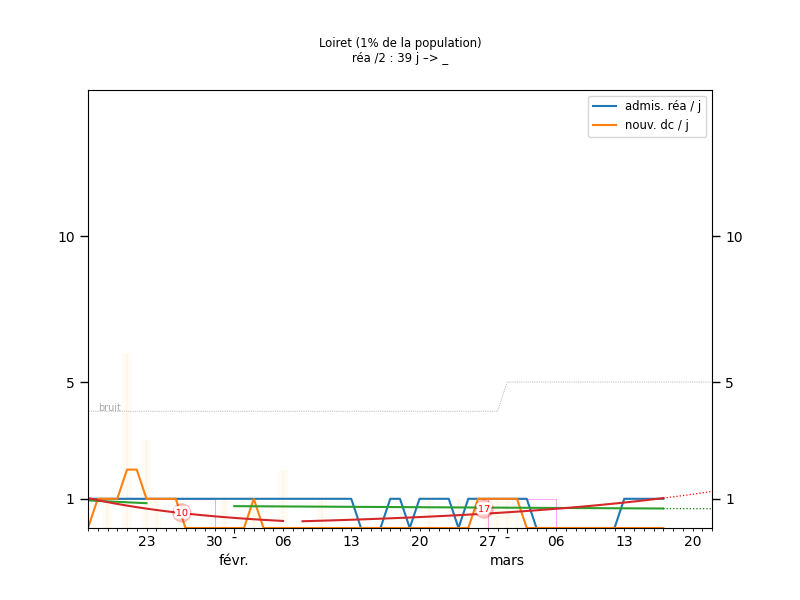 Loiret (1% de la population)
réa /2 : 39 j –> _
admis. réa / j
nouv. dc / j
10
10
5
5
bruit
1
1
-10
17
23
30
-
06
13
20
27
-
06
13
20
févr.
mars